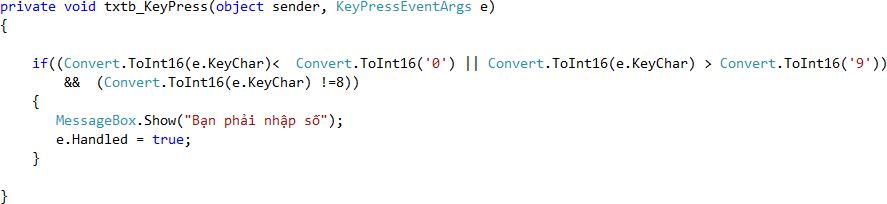 private void txtb_KeyPress(object sender, KeyPressEventArgs e)
{
if((Convert.ToInt16(e.KeyChar)<  Convert.ToInt16('0') || Convert.ToInt16(e.KeyChar) > Convert.ToInt16('9'))
&&  (Convert.ToInt16(e.KeyChar) !=8))
{
MessageBox.Show("Bạn phải nhập số");
e.Handled = true;
}
}